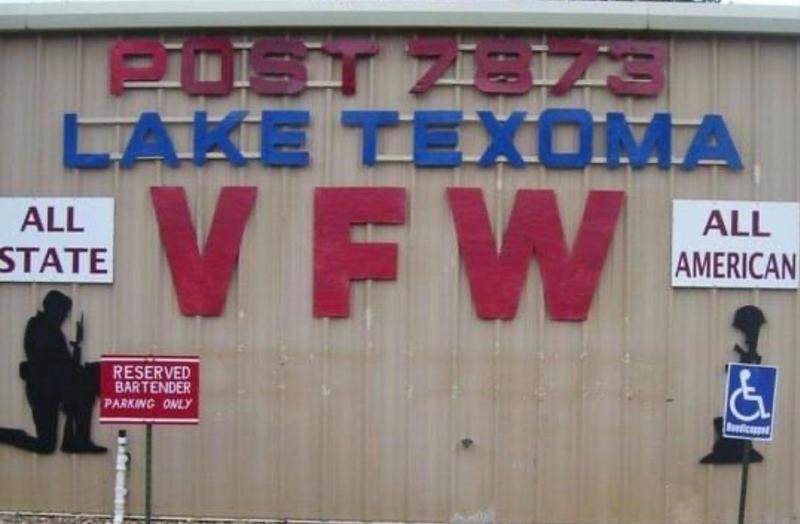 POST 7873
LAKE TEXOMA
VFW
ALL
STATE
ALL
AMERICAN
RESERVED
BARTENDER
PARKING ONLY
Handicapped